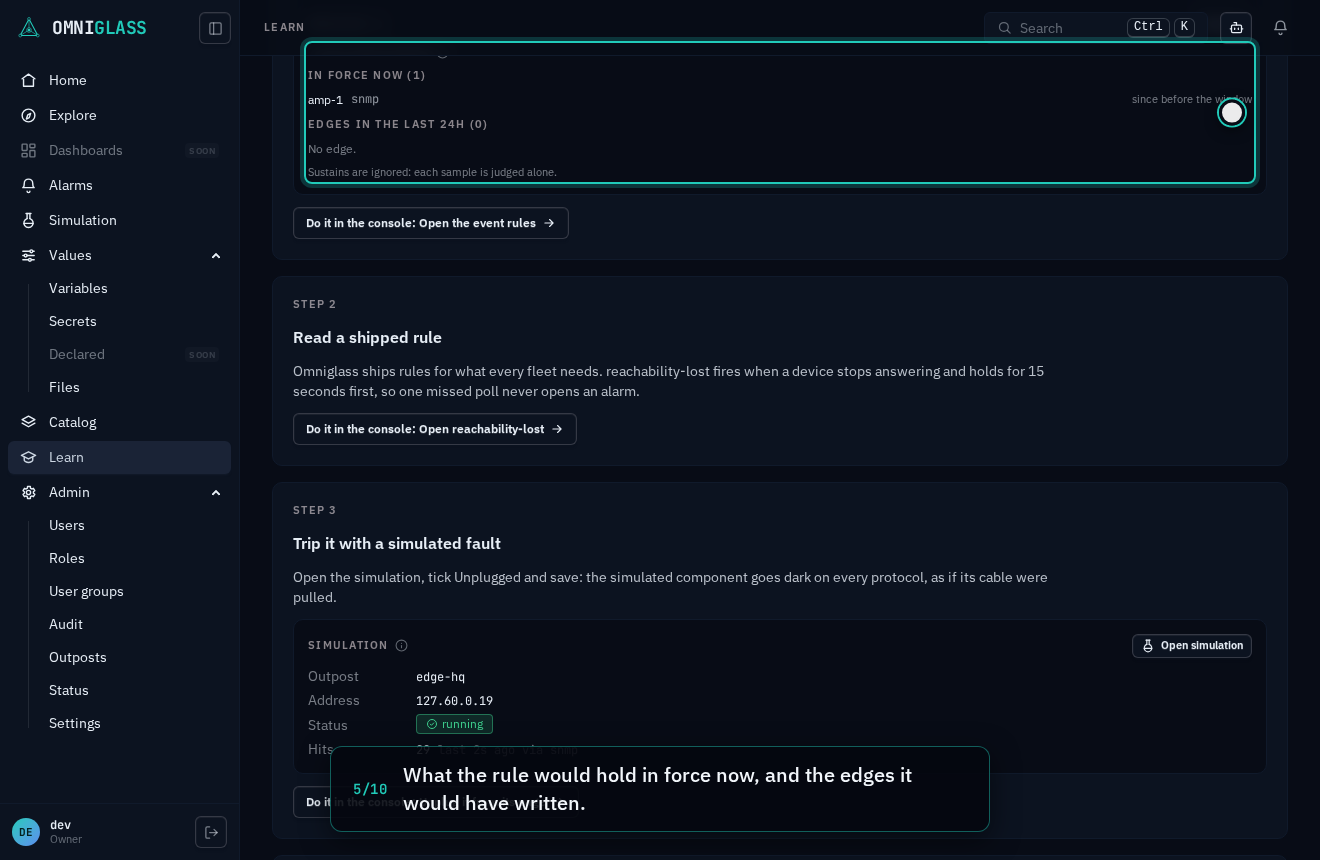 OMNIGLASS
LEARN
Search
Ctrl
K
Home
Explore
Dashboards
SOON
Alarms
Simulation
Values
Variables
Secrets
Declared
SOON
Files
Catalog
Learn
Admin
Users
Roles
User groups
Audit
Outposts
Status
Settings
DE
dev
Owner
IN FORCE NOW (1)
amp-1 snmp
since before the window
EDGES IN THE LAST 24H (0)
No edge.
Sustains are ignored: each sample is judged alone.
Do it in the console: Open the event rules
STEP 2
Read a shipped rule
Omniglass ships rules for what every fleet needs. reachability-lost fires when a device stops answering and holds for 15
seconds first, so one missed poll never opens an alarm.
Do it in the console: Open reachability-lost
STEP 3
Trip it with a simulated fault
Open the simulation, tick Unplugged and save: the simulated component goes dark on every protocol, as if its cable were
pulled.
SIMULATION
Open simulation
Outpost edge-hq
Address 127.60.0.19
Status running
Hits
Do it
5/10
What the rule would hold in force now, and the edges it
would have written.